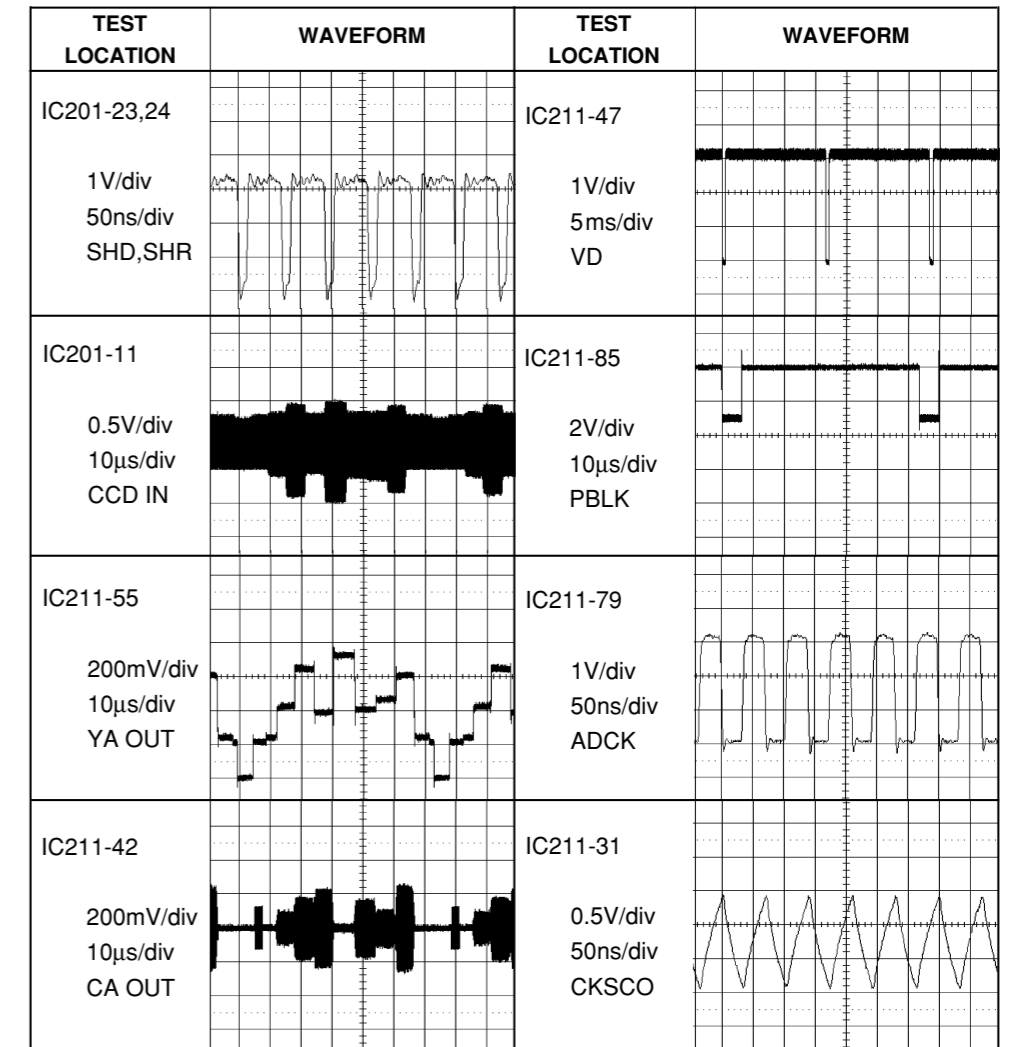 TEST
LOCATION
WAVEFORM
TEST
LOCATION
WAVEFORM
IC201-23,24
1V/div
50ns/div
SHD,SHR
IC211-47
1V/div
5ms/div
VD
IC201-11
0.5V/div
10µs/div
CCD IN
IC211-85
2V/div
10µs/div
PBLK
IC211-55
200mV/div
10µs/div
YA OUT
IC211-79
1V/div
50ns/div
ADCK
IC211-42
200mV/div
10µs/div
CA OUT
IC211-31
0.5V/div
50ns/div
CKSCO